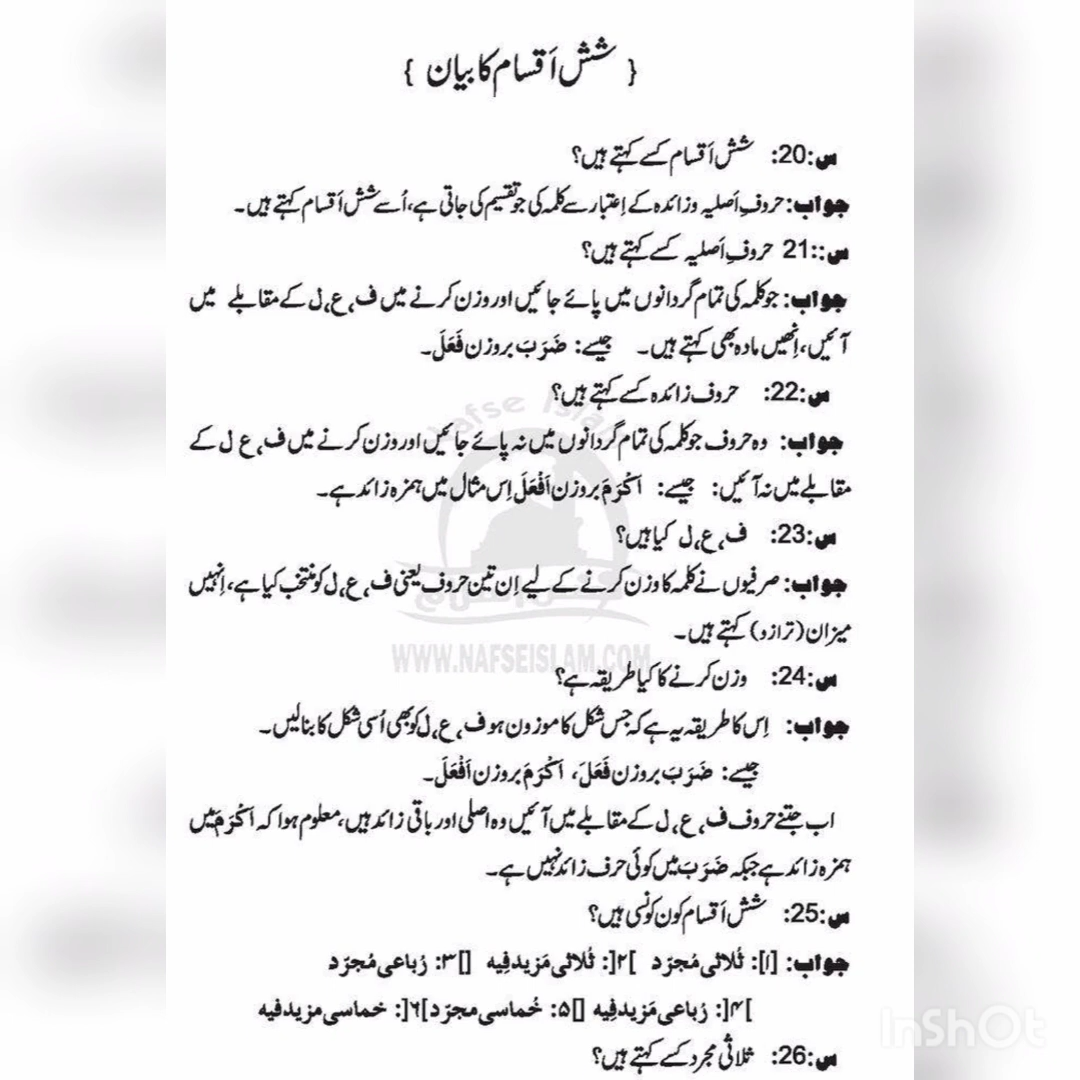 { شش اَقسام کا بیان }
س:20: شش اَقسام کسے کہتے ہیں؟
جواب: حروفِ اَصلیہ و زائدہ کے اِعتبار سے کلمہ کی جو تقسیم کی جاتی ہے، اُسے شش اَقسام کہتے ہیں۔
س::21 حروفِ اَصلیہ کسے کہتے ہیں؟
جواب: جو کلمہ کی تمام گردانوں میں پائے جائیں اور وزن کرنے میں ف، ع، ل کے مقابلے میں
آئیں، اِنھیں مادہ بھی کہتے ہیں۔ جیسے: ضَرَبَ بروزن فَعَلَ۔
س:22: حروف زائدہ کسے کہتے ہیں؟
جواب: وہ حروف جو کلمہ کی تمام گردانوں میں نہ پائے جائیں اور وزن کرنے میں ف، ع، ل کے
مقابلے میں نہ آئیں: جیسے: اَکْرَمَ بروزن اَفْعَلَ اِس مثال میں ہمزہ زائد ہے۔
س:23: ف، ع، ل کیا ہیں؟
جواب: صرفیوں نے کلمہ کا وزن کرنے کے لیے اِن تین حروف یعنی ف، ع، ل کو منتخب کیا ہے، اِنہیں
میزان (ترازو) کہتے ہیں۔
س:24: وزن کرنے کا کیا طریقہ ہے؟
جواب: اِس کا طریقہ یہ ہے کہ جس شکل کا موزون ہو ف، ع، ل کو بھی اُسی شکل کا بنالیں۔
جیسے: ضَرَبَ بروزن فَعَلَ، اَکْرَمَ بروزن اَفْعَلَ۔
اب جتنے حروف ف، ع، ل کے مقابلے میں آئیں وہ اصلی اور باقی زائد ہیں، معلوم ہوا کہ اَکْرَمَ میں
ہمزہ زائد ہے جبکہ ضَرَبَ میں کوئی حرف زائد نہیں ہے۔
س:25: شش اَقسام کون کونسی ہیں؟
جواب: [۱]: ثُلاثی مُجرّد ]۲[: ثُلاثی مَزیدفِیه []۳: رُباعی مُجرّد
]۴[: رُباعی مَزیدفِیه []۵: خُماسی مجرّد]۶[: خماسی مزیدفیه
س:26: ثلاثی مجرد کسے کہتے ہیں؟
Nafse Islam
WWW.NAFSEISLAM.COM
InShOt